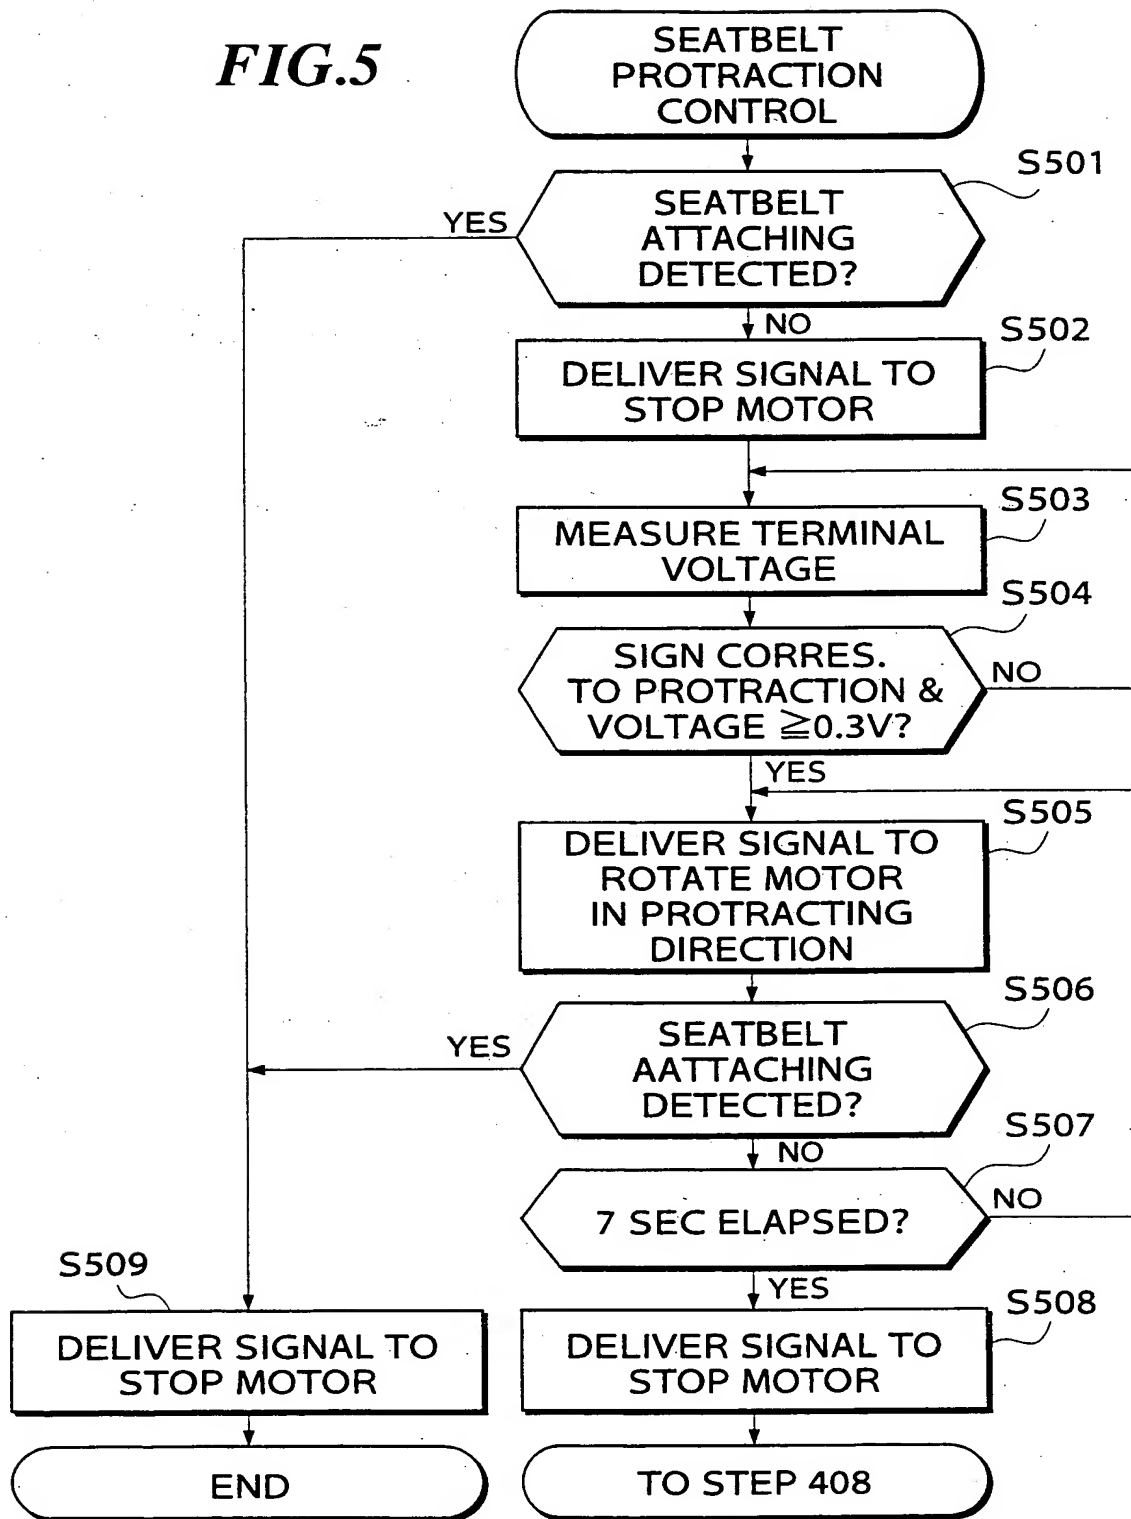 FIG.5
SEATBELT
PROTRACTION
CONTROL
S501
SEATBELT
ATTACHING
DETECTED?
YES
NO
S502
DELIVER SIGNAL TO
STOP MOTOR
S503
MEASURE TERMINAL
VOLTAGE
S504
SIGN CORRES.
TO PROTRACTION &
VOLTAGE ≧0.3V?
NO
YES
S505
DELIVER SIGNAL TO
ROTATE MOTOR
IN PROTRACTING
DIRECTION
S506
SEATBELT
AATTACHING
DETECTED?
YES
NO
S507
7 SEC ELAPSED?
NO
YES
S508
DELIVER SIGNAL TO
STOP MOTOR
TO STEP 408
S509
DELIVER SIGNAL TO
STOP MOTOR
END